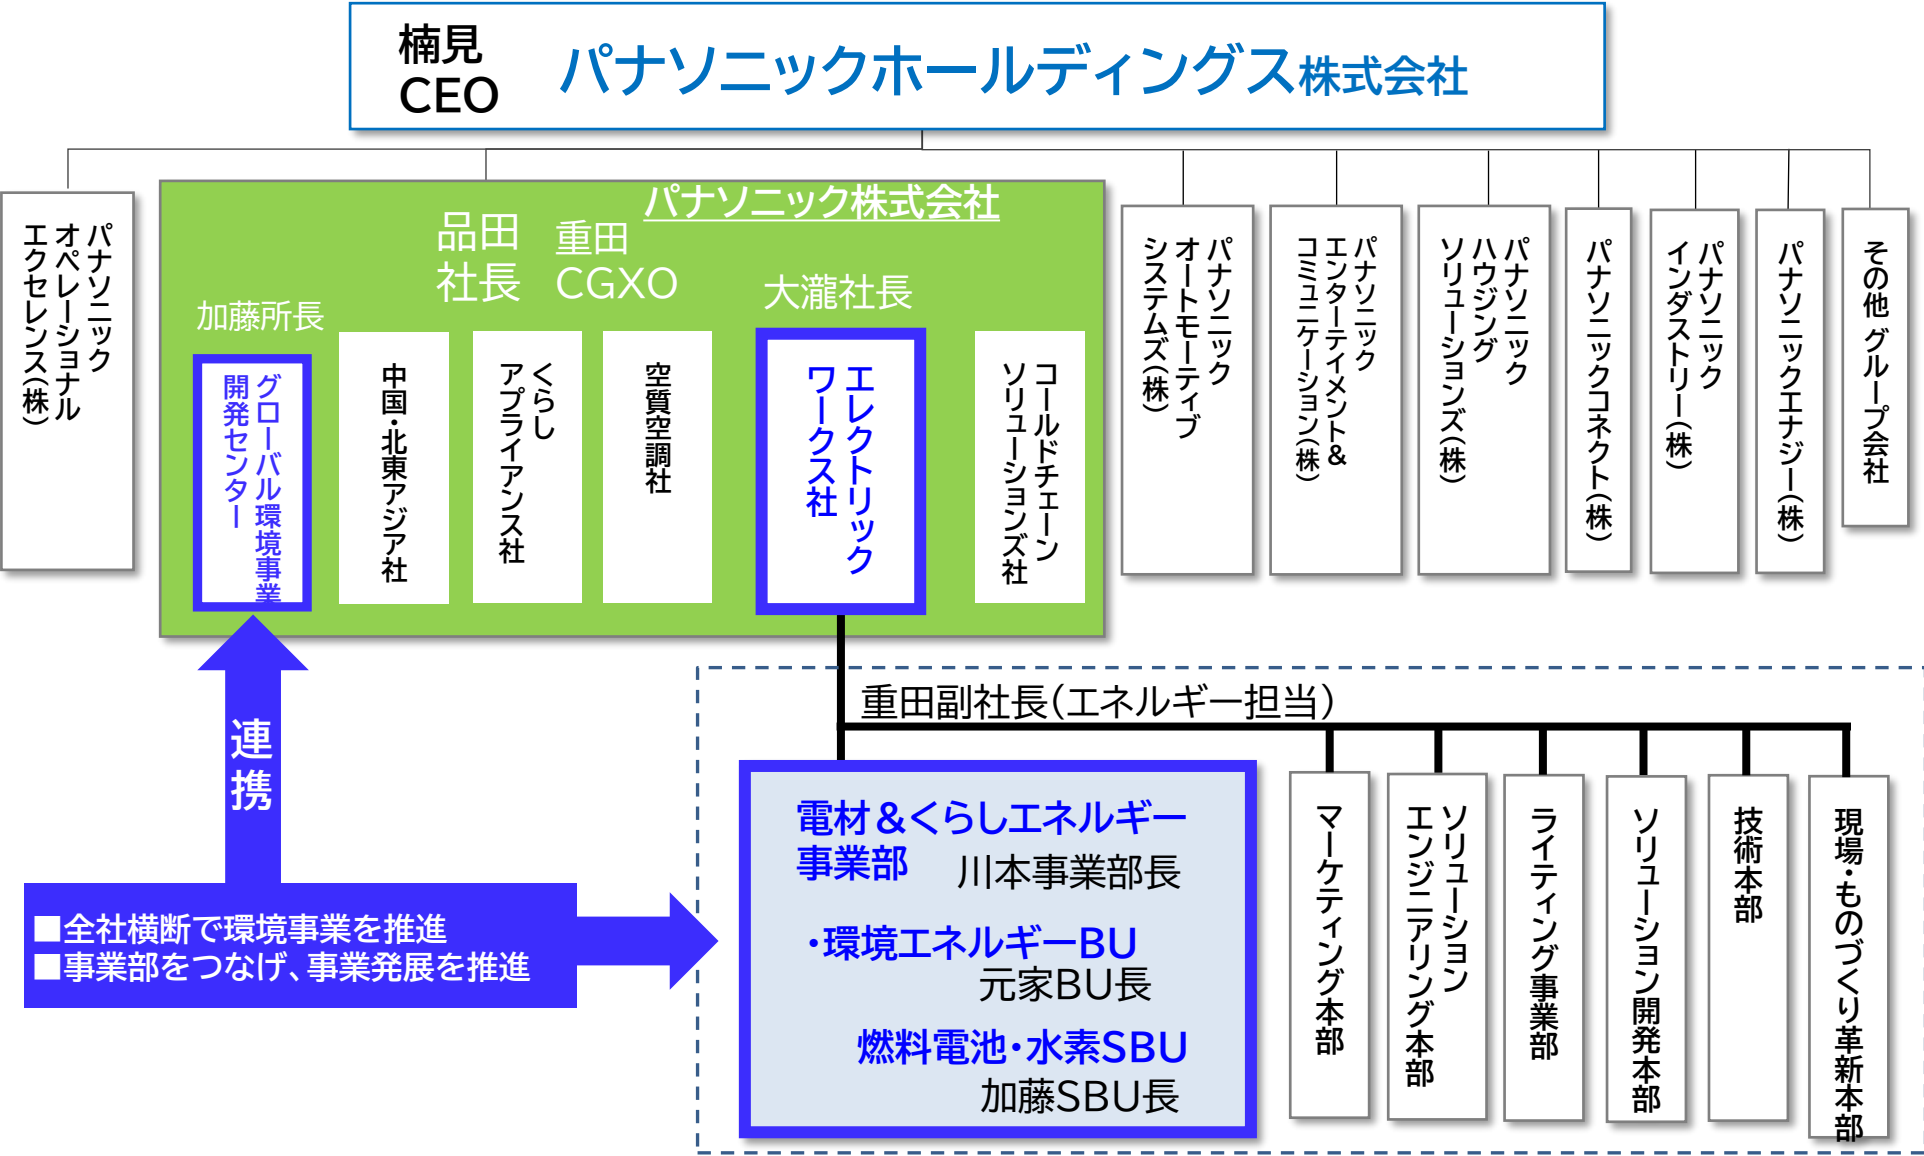 楠見
CEO
パナソニックホールディングス株式会社
パナソニック
オペレーショナル
エクセレンス(株)
パナソニック株式会社
品田
社長
重田
CGXO
大瀧社長
加藤所長
グローバル環境事業
開発センター
中国・北東アジア社
くらし
アプライアンス社
空質空調社
エレクトリック
ワークス社
コールドチェーン
ソリューションズ社
パナソニック
オートモーティブ
システムズ(株)
パナソニック
エンターテイメント&
コミュニケーション(株)
パナソニック
ハウジング
ソリューションズ(株)
パナソニックコネクト(株)
パナソニック
インダストリー(株)
パナソニックエナジー(株)
その他 グループ会社
連携
■全社横断で環境事業を推進
■事業部をつなげ、事業発展を推進
重田副社長(エネルギー担当)
電材&くらしエネルギー
事業部 川本事業部長
・環境エネルギーBU
元家BU長
燃料電池・水素SBU
加藤SBU長
マーケティング本部
ソリューション
エンジニアリング本部
ライティング事業部
ソリューション開発本部
技術本部
現場・ものづくり革新本部